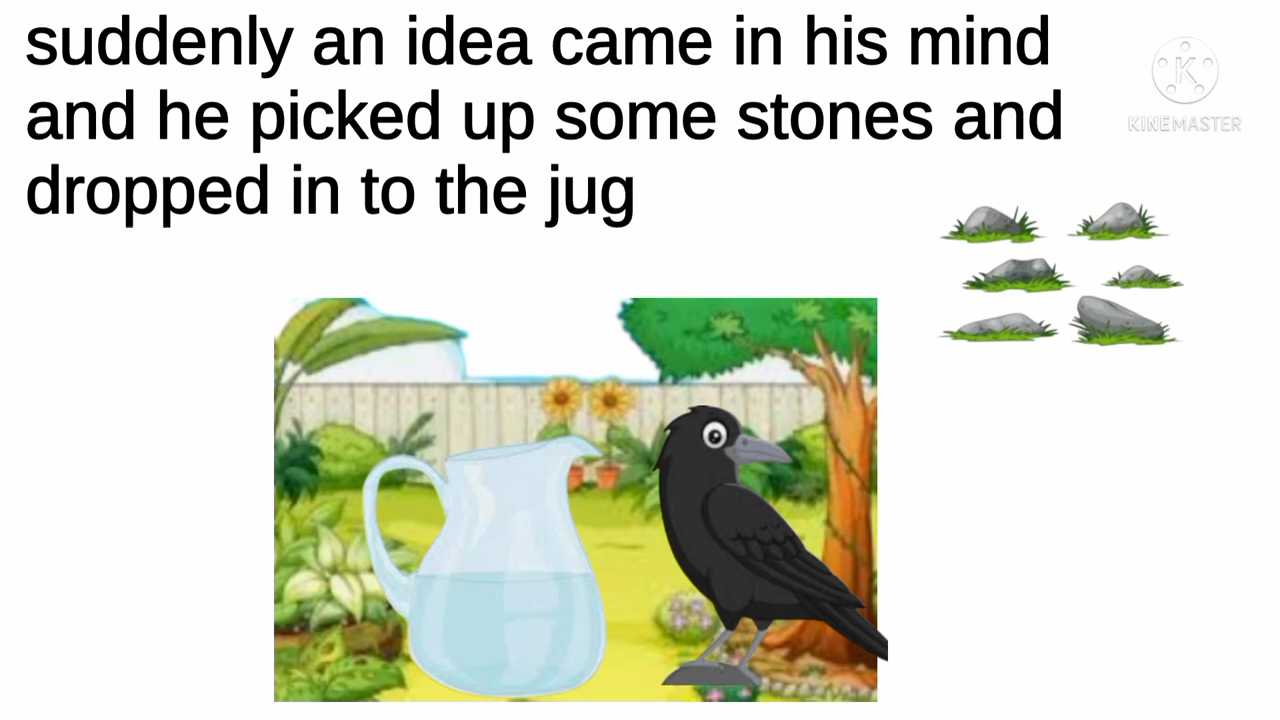 suddenly an idea came in his mind
and he picked up some stones and
dropped in to the jug
K
KINEMASTER